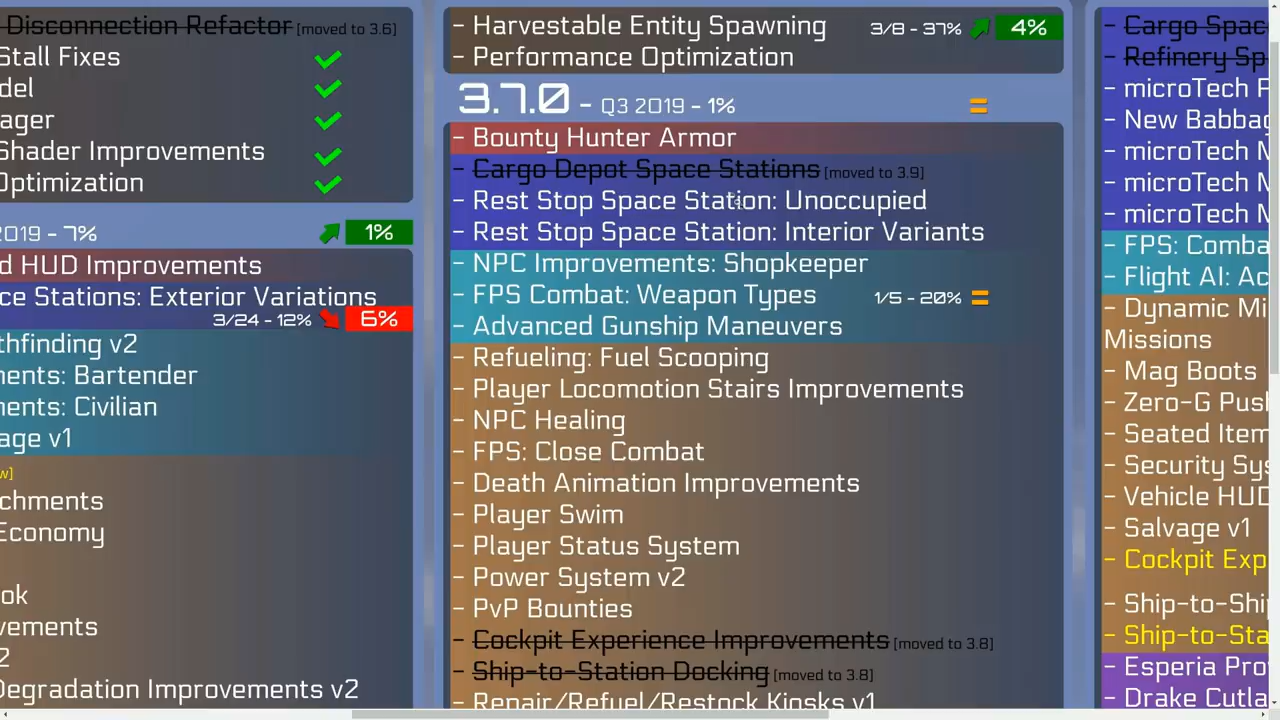 - Disconnection Refactor [moved to 3.6]
Stall Fixes
del
ager
Shader Improvements
Optimization
2019 - 7% 1%
d HUD Improvements
ce Stations: Exterior Variations
3/24 - 12% 6%
thfinding v2
ments: Bartender
ments: Civilian
age v1
w]
chments
Economy
ok
vements
2
Degradation Improvements v2
- Harvestable Entity Spawning 3/8 - 37% 4%
- Performance Optimization
3.7.0 - Q3 2019 - 1% =
- Bounty Hunter Armor
- Cargo Depot Space Stations [moved to 3.9]
- Rest Stop Space Station: Unoccupied
- Rest Stop Space Station: Interior Variants
- NPC Improvements: Shopkeeper
- FPS Combat: Weapon Types 1/5 - 20% =
- Advanced Gunship Maneuvers
- Refueling: Fuel Scooping
- Player Locomotion Stairs Improvements
- NPC Healing
- FPS: Close Combat
- Death Animation Improvements
- Player Swim
- Player Status System
- Power System v2
- PvP Bounties
- Cockpit Experience Improvements [moved to 3.8]
- Ship-to-Station Docking [moved to 3.8]
- Repair/Refuel/Restock Kiosks v1
- Cargo Spac
- Refinery Sp
- microTech F
- New Babbag
- microTech M
- microTech M
- microTech M
- FPS: Comba
- Flight AI: Ac
- Dynamic Mi
Missions
- Mag Boots
- Zero-G Push
- Seated Item
- Security Sys
- Vehicle HUD
- Salvage v1
- Cockpit Exp
- Ship-to-Shi
- Ship-to-Sta
- Esperia Pro
- Drake Cutla